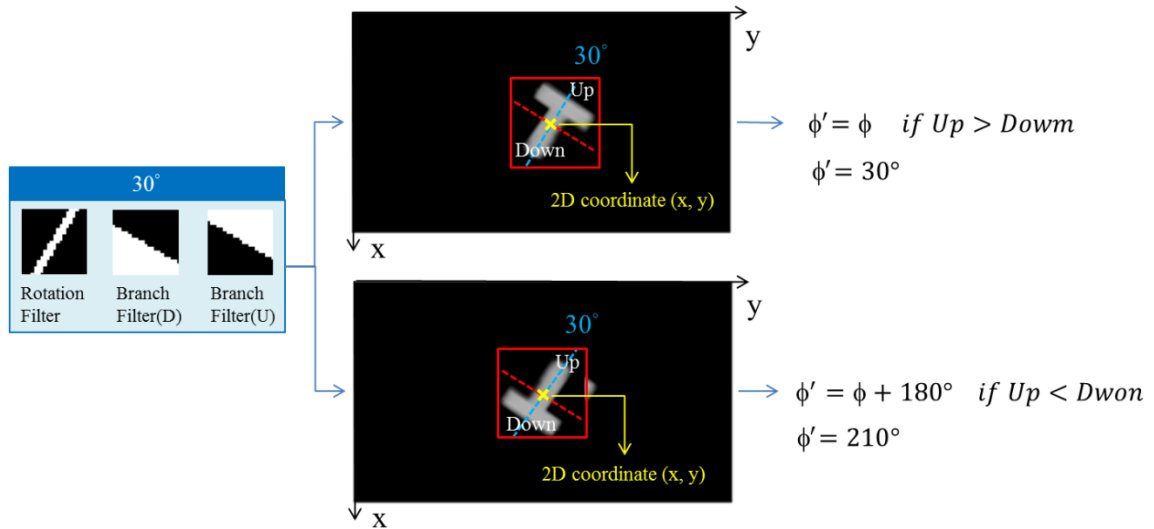 30°
Rotation
Filter
Branch
Filter(D)
Branch
Filter(U)
y
30°
Up
Down
2D coordinate (x, y)
x
ϕ′ = ϕ if Up > Dowm
ϕ′ = 30°
y
30°
Up
Down
2D coordinate (x, y)
x
ϕ′ = ϕ + 180° if Up < Dwon
ϕ′ = 210°